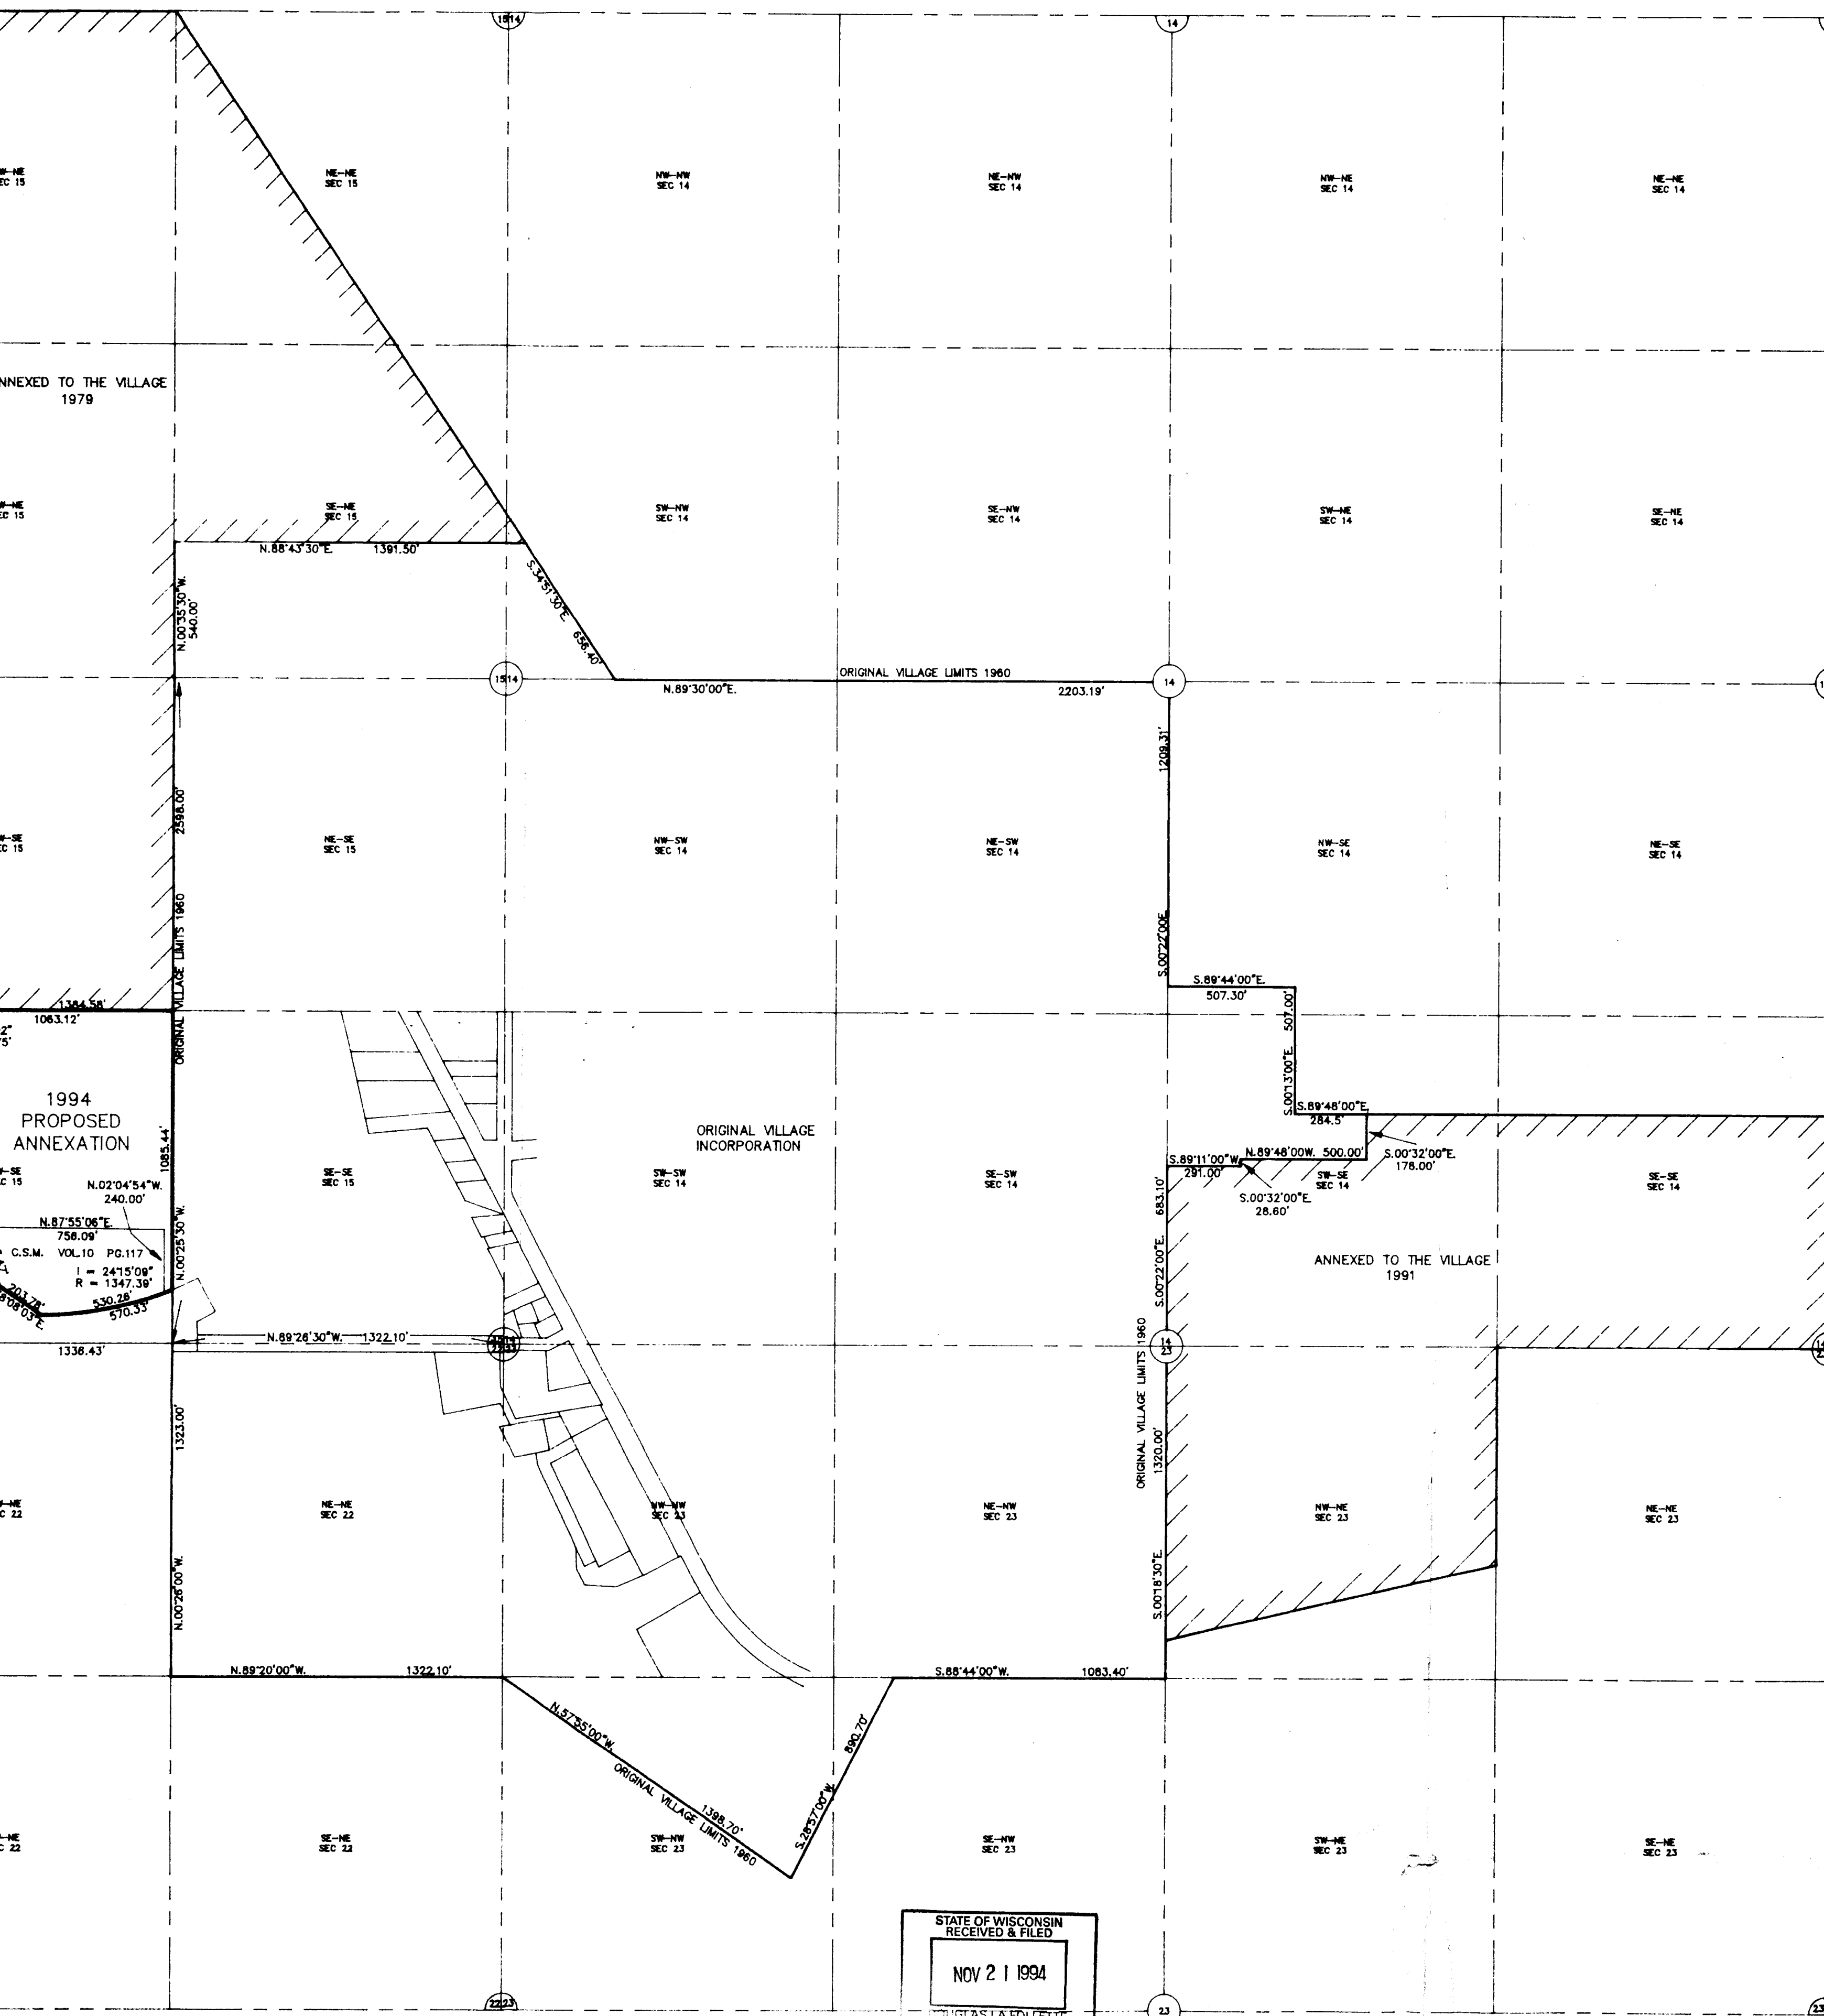 1514
14
NE-NE
SEC 15
NW-NW
SEC 14
NE-NW
SEC 14
NW-NE
SEC 14
NE-NE
SEC 14
NNEXED TO THE VILLAGE
1979
SE-NE
SEC 15
SW-NW
SEC 14
SE-NW
SEC 14
SW-NE
SEC 14
SE-NE
SEC 14
N.88°43'30"E. 1391.50'
N.00°35'30"W.
540.00'
S.34°51'30"E. 656.40'
1514
N.89°30'00"E.
ORIGINAL VILLAGE LIMITS 1960
2203.19'
14
1209.31'
S.00°22'00E.
2598.00'
ORIGINAL VILLAGE LIMITS 1960
NE-SE
SEC 15
NW-SW
SEC 14
NE-SW
SEC 14
NW-SE
SEC 14
NE-SE
SEC 14
S.89°44'00"E.
507.30'
S.00°13'00"E. 507.00'
1384.58'
1063.12'
1994
PROPOSED
ANNEXATION
1085.44'
N.00°25'30"W.
N.02°04'54"W.
240.00'
N.87°55'06"E.
756.09'
C.S.M. VOL.10 PG.117
I = 24°15'09"
R = 1347.39'
203.78'
530.26'
570.33'
SE-SE
SEC 15
ORIGINAL VILLAGE
INCORPORATION
SW-SW
SEC 14
SE-SW
SEC 14
S.89°48'00"E.
284.5'
S.89°11'00"W.
291.00'
N.89°48'00W. 500.00'
S.00°32'00"E.
178.00'
S.00°32'00"E.
28.60'
SW-SE
SEC 14
SE-SE
SEC 14
683.10'
S.00°22'00"E.
ANNEXED TO THE VILLAGE
1991
N.89°26'30"W. 1322.10'
1336.43'
14
23
ORIGINAL VILLAGE LIMITS 1960
1320.00'
S.00°18'30"E.
1323.00'
N.00°26'00"W.
NE-NE
SEC 22
NW-NW
SEC 23
NE-NW
SEC 23
NW-NE
SEC 23
NE-NE
SEC 23
N.89°20'00"W. 1322.10'
S.88°44'00"W. 1063.40'
N.57°55'00"W.
1398.70'
ORIGINAL VILLAGE LIMITS 1960
S.28°57'00"W. 890.70'
SE-NE
SEC 22
SW-NW
SEC 23
SE-NW
SEC 23
SW-NE
SEC 23
SE-NE
SEC 23
STATE OF WISCONSIN
RECEIVED & FILED
NOV 21 1994
2223
23